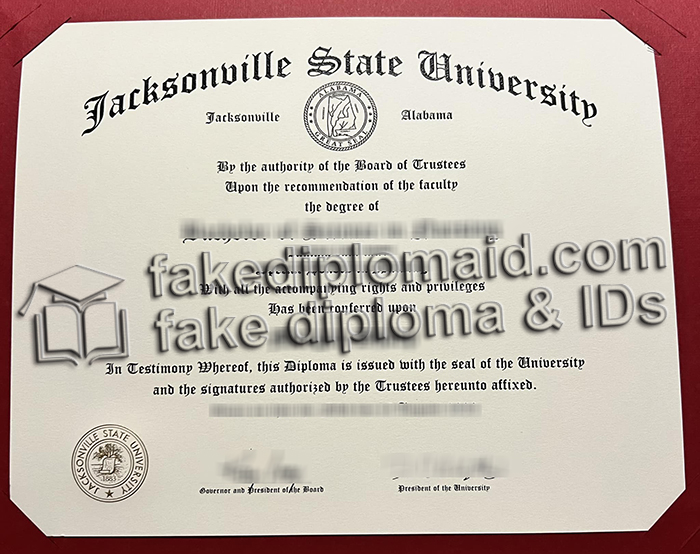 Jacksonville State University
Jacksonville
ALABAMA
GREAT SEAL
Alabama
By the authority of the Board of Trustees
Upon the recommendation of the faculty
the degree of
fakediplomaid.com
With all the accompanying rights and privileges
Has been conferred upon
fake diploma & IDs
In Testimony Whereof, this Diploma is issued with the seal of the University
and the signatures authorized by the Trustees hereunto affixed.
JACKSONVILLE STATE UNIVERSITY
1883
Governor and President of the Board
President of the University